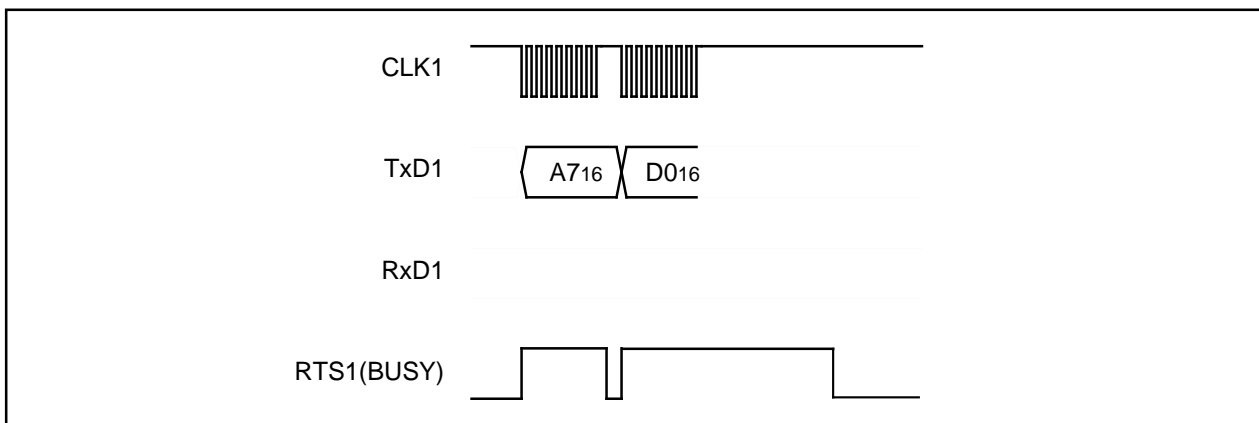 CLK1
TxD1
A716
D016
RxD1
RTS1(BUSY)